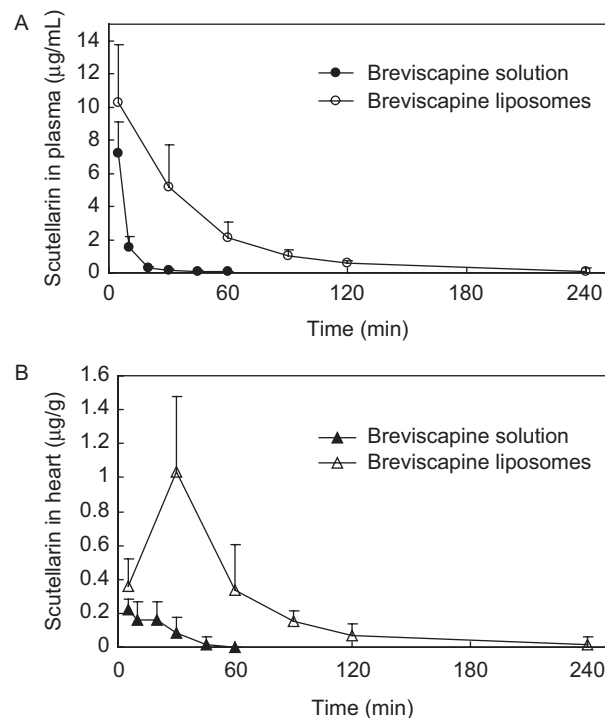 A
Scutellarin in plasma (μg/mL)
14
12
10
8
6
4
2
0
0 60 120 180 240
Time (min)
Breviscapine solution
Breviscapine liposomes
B
Scutellarin in heart (μg/g)
1.6
1.4
1.2
1
0.8
0.6
0.4
0.2
0
0 60 120 180 240
Time (min)
Breviscapine solution
Breviscapine liposomes